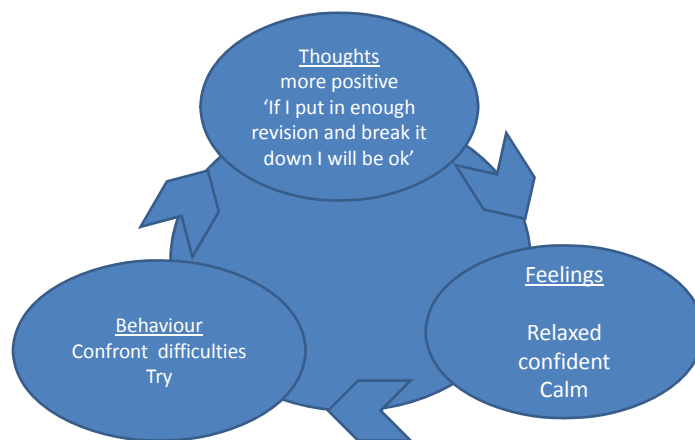 Thoughts
more positive
‘If I put in enough
revision and break it
down I will be ok’
Feelings
Relaxed
confident
Calm
Behaviour
Confront difficulties
Try